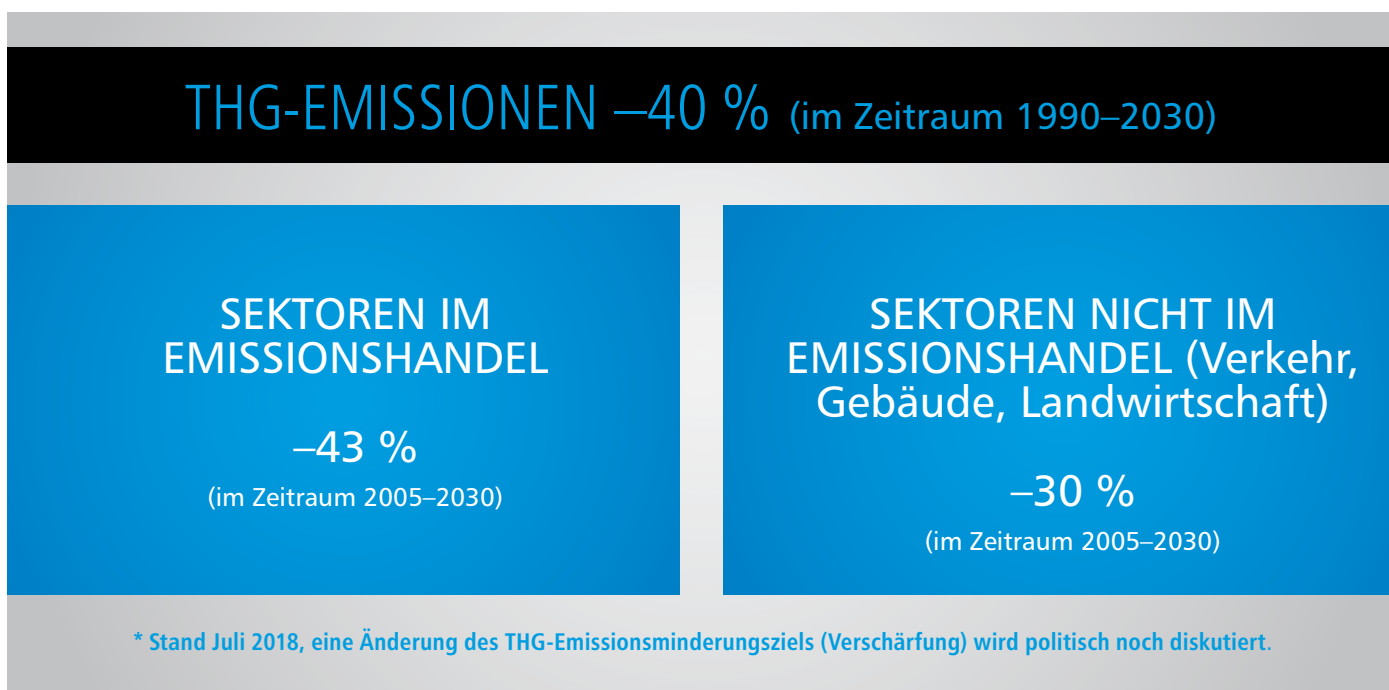 THG-EMISSIONEN –40 % (im Zeitraum 1990–2030)
SEKTOREN IM
EMISSIONSHANDEL
–43 %
(im Zeitraum 2005–2030)
SEKTOREN NICHT IM
EMISSIONSHANDEL (Verkehr,
Gebäude, Landwirtschaft)
–30 %
(im Zeitraum 2005–2030)
* Stand Juli 2018, eine Änderung des THG-Emissionsminderungsziels (Verschärfung) wird politisch noch diskutiert.